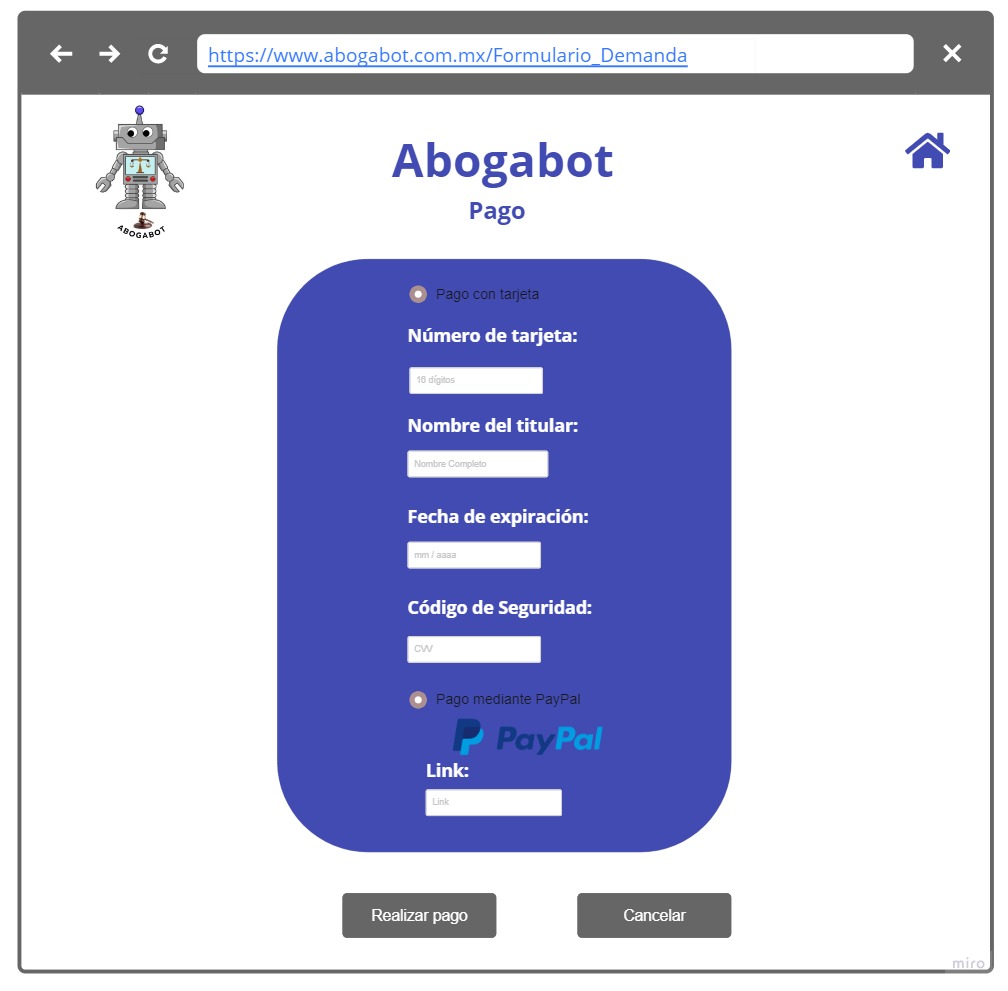 https://www.abogabot.com.mx/Formulario_Demanda
ABOGABOT
Abogabot
Pago
Pago con tarjeta
Número de tarjeta:
16 dígitos
Nombre del titular:
Nombre Completo
Fecha de expiración:
mm / aaaa
Código de Seguridad:
CVV
Pago mediante PayPal
PayPal
Link:
Link
Realizar pago
Cancelar
miro